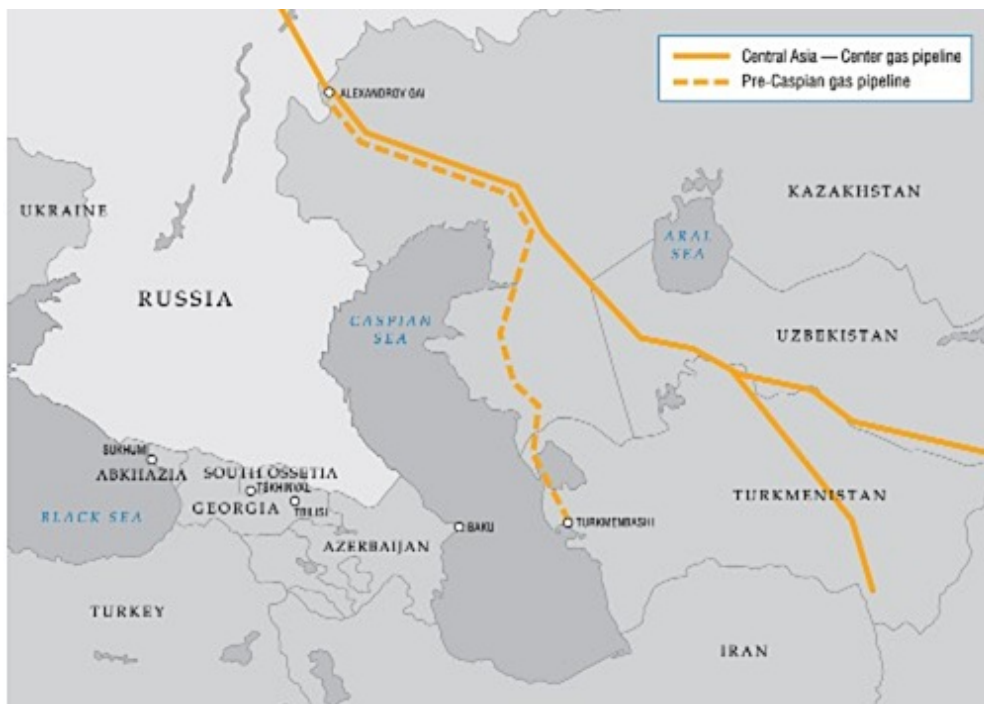 Central Asia — Center gas pipeline
Pre-Caspian gas pipeline
ALEXANDROV GAI
KAZAKHSTAN
UKRAINE
ARAL
SEA
RUSSIA
CASPIAN
SEA
UZBEKISTAN
SUKHUMI
ABKHAZIA
SOUTH OSSETIA
TSKHINVAL
GEORGIA
TBILISI
TURKMENISTAN
BLACK SEA
BAKU
TURKMENBASHI
AZERBAIJAN
TURKEY
IRAN